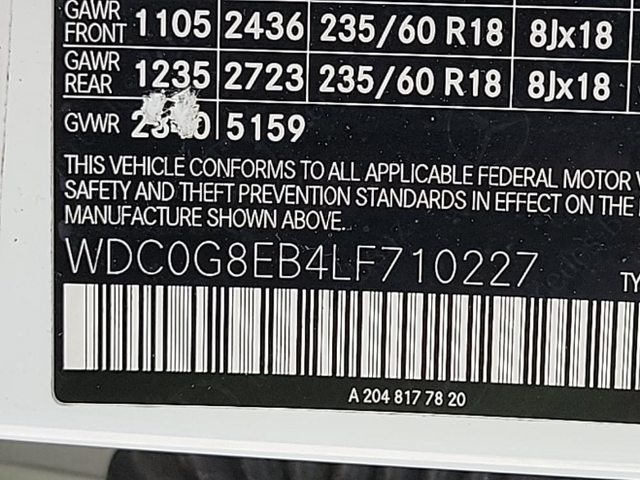 GAWR FRONT 1105 2436 235/60 R18 8Jx18
GAWR REAR 1235 2723 235/60 R18 8Jx18
GVWR 5159
THIS VEHICLE CONFORMS TO ALL APPLICABLE FEDERAL MOTOR V
SAFETY AND THEFT PREVENTION STANDARDS IN EFFECT ON THE
MANUFACTURE SHOWN ABOVE.
WDC0G8EB4LF710227
TY
A 204 817 78 20